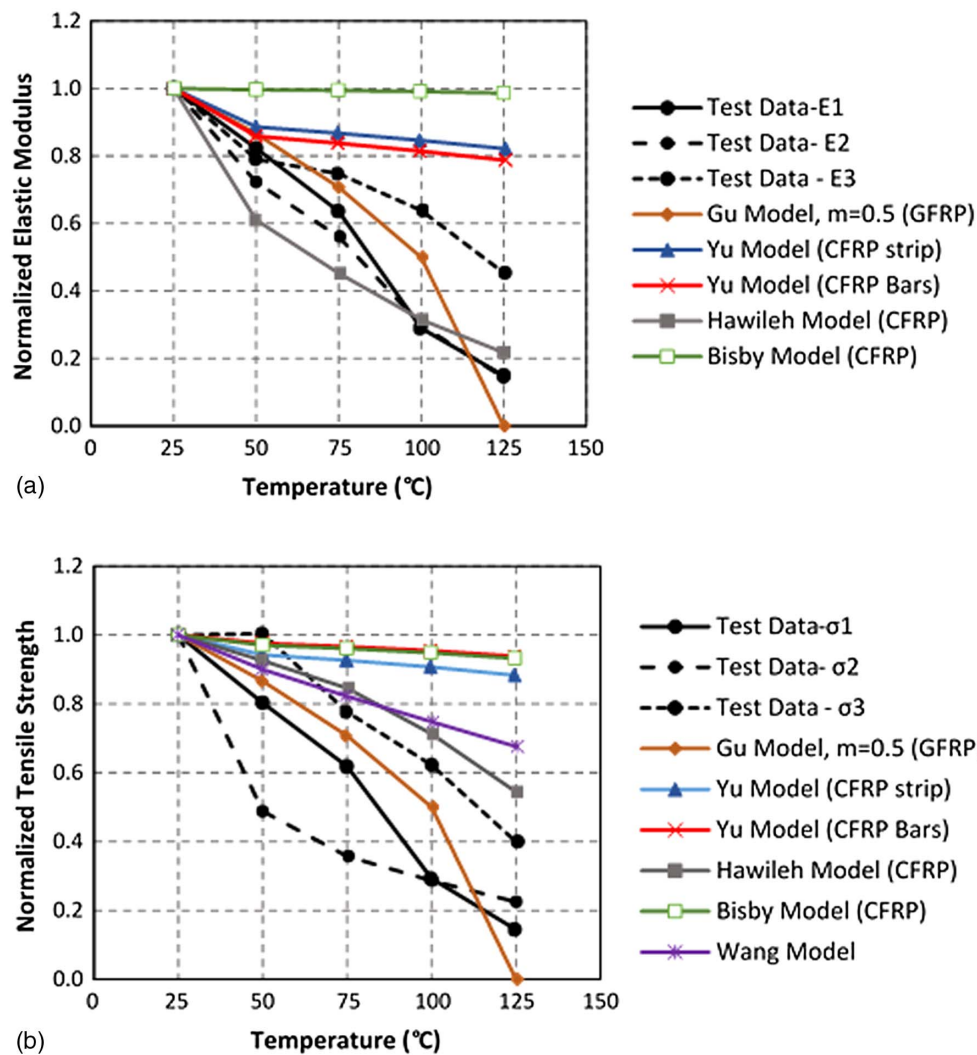 1.2
1.0
0.8
0.6
0.4
0.2
0.0
Normalized Elastic Modulus
0 25 50 75 100 125 150
Temperature (℃)
(a)
Test Data-E1
Test Data- E2
Test Data - E3
Gu Model, m=0.5 (GFRP)
Yu Model (CFRP strip)
Yu Model (CFRP Bars)
Hawileh Model (CFRP)
Bisby Model (CFRP)
1.2
1.0
0.8
0.6
0.4
0.2
0.0
Normalized Tensile Strength
0 25 50 75 100 125 150
Temperature (℃)
(b)
Test Data-σ1
Test Data- σ2
Test Data - σ3
Gu Model, m=0.5 (GFRP
Yu Model (CFRP strip)
Yu Model (CFRP Bars)
Hawileh Model (CFRP)
Bisby Model (CFRP)
Wang Model